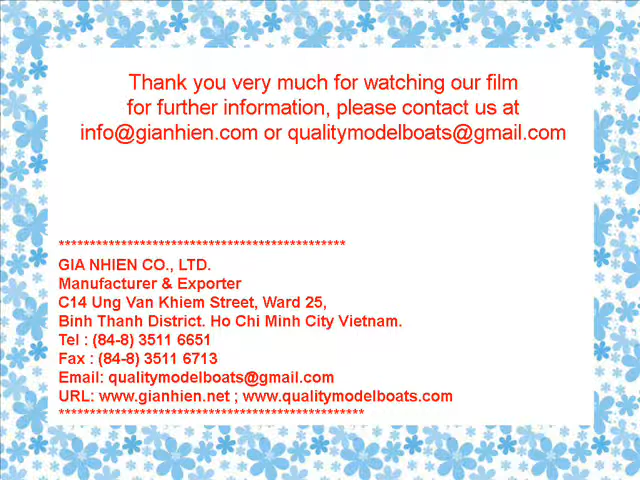 Thank you very much for watching our film
for further information, please contact us at
info@gianhien.com or qualitymodelboats@gmail.com
**********************************************
GIA NHIEN CO., LTD.
Manufacturer & Exporter
C14 Ung Van Khiem Street, Ward 25,
Binh Thanh District. Ho Chi Minh City Vietnam.
Tel : (84-8) 3511 6651
Fax : (84-8) 3511 6713
Email: qualitymodelboats@gmail.com
URL: www.gianhien.net ; www.qualitymodelboats.com
*************************************************